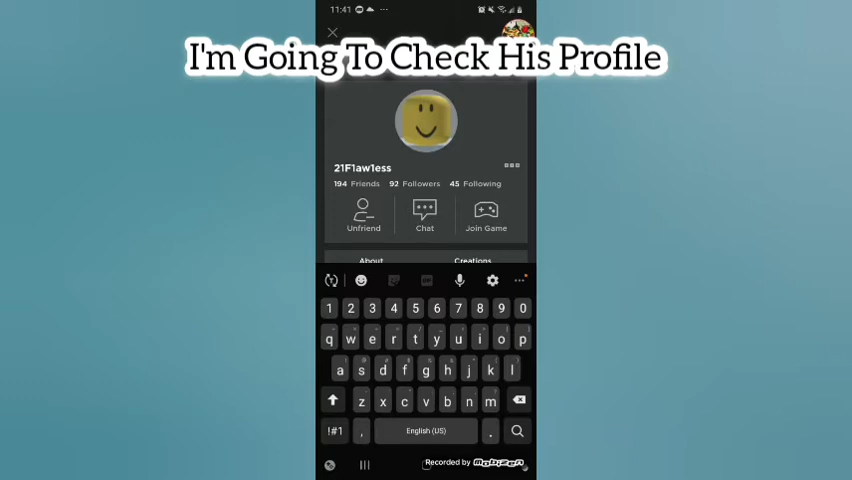 11:41
I'm Going To Check His Profile
21F1aw1ess
194 Friends 92 Followers 45 Following
Unfriend Chat Join Game
About Creations
1 2 3 4 5 6 7 8 9 0
q w e r t y u i o p
a s d f g h j k l
z x c v b n m
!#1 , English (US) .
Recorded by Mobizen